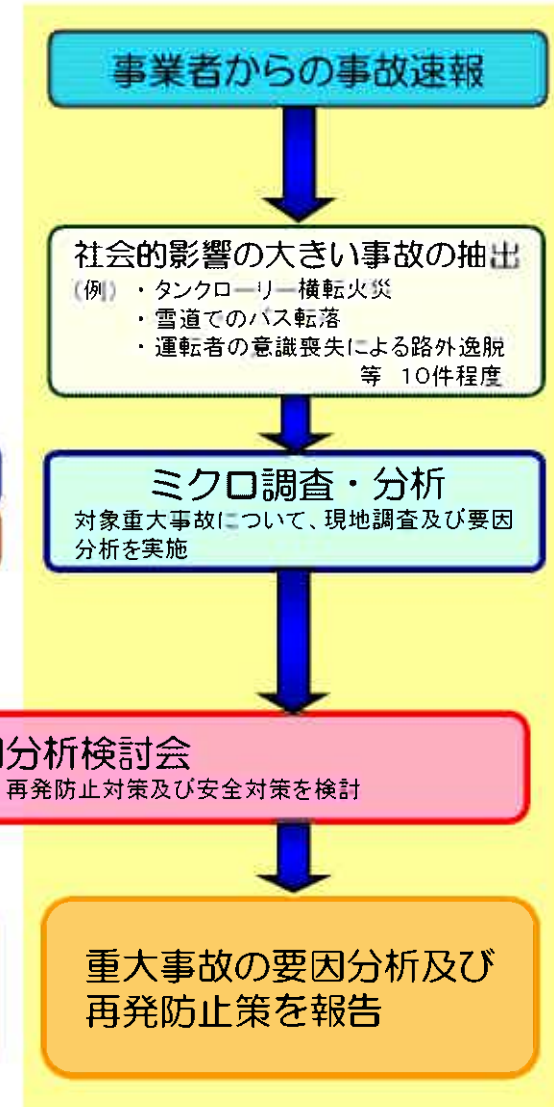 事業者からの事故速報
社会的影響の大きい事故の抽出
(例) ・タンクローリー横転火災
・雪道でのバス転落
・運転者の意識喪失による路外逸脱
等 10件程度
ミクロ調査・分析
対象重大事故について、現地調査及び要因
分析を実施
分析検討会
再発防止対策及び安全対策を検討
重大事故の要因分析及び
再発防止策を報告